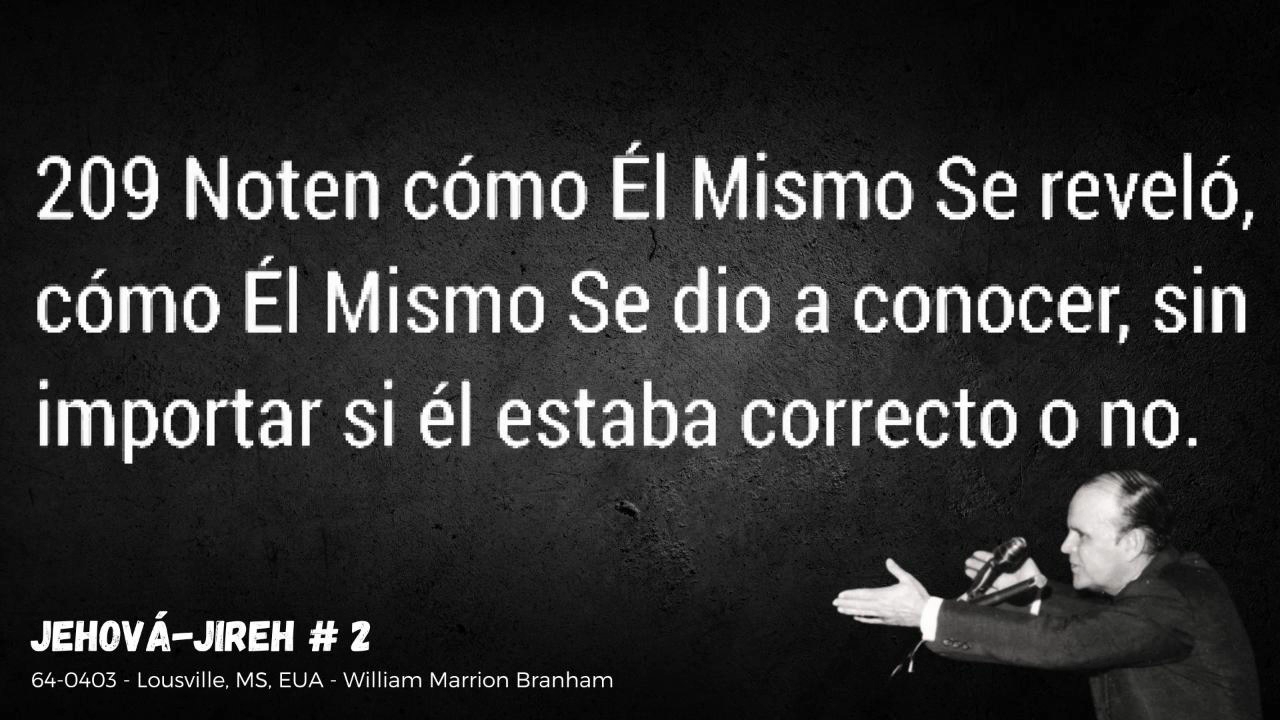 209 Noten cómo Él Mismo Se reveló,
cómo Él Mismo Se dio a conocer, sin
importar si él estaba correcto o no.
JEHOVÁ-JIREH # 2
64-0403 - Lousville, MS, EUA - William Marrion Branham